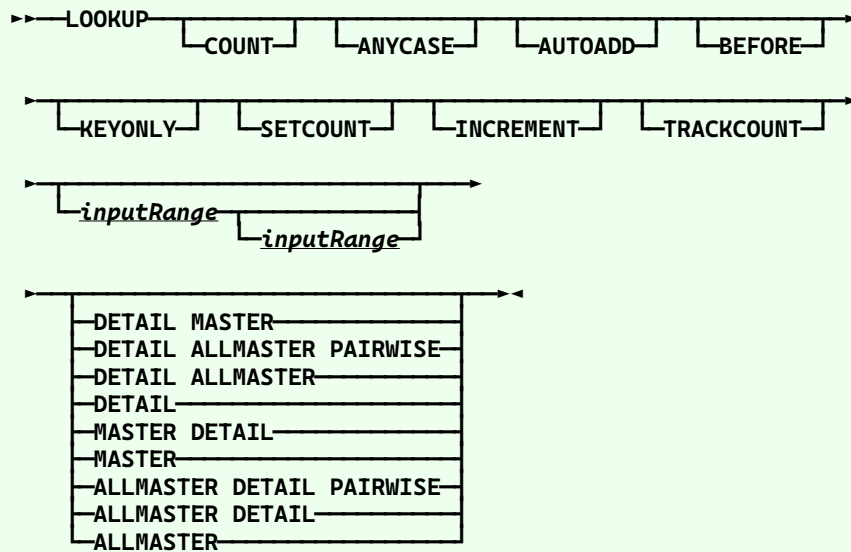 LOOKUP COUNT ANYCASE AUTOADD BEFORE
KEYONLY SETCOUNT INCREMENT TRACKCOUNT
inputRange
inputRange
DETAIL MASTER
DETAIL ALLMASTER PAIRWISE
DETAIL ALLMASTER
DETAIL
MASTER DETAIL
MASTER
ALLMASTER DETAIL PAIRWISE
ALLMASTER DETAIL
ALLMASTER